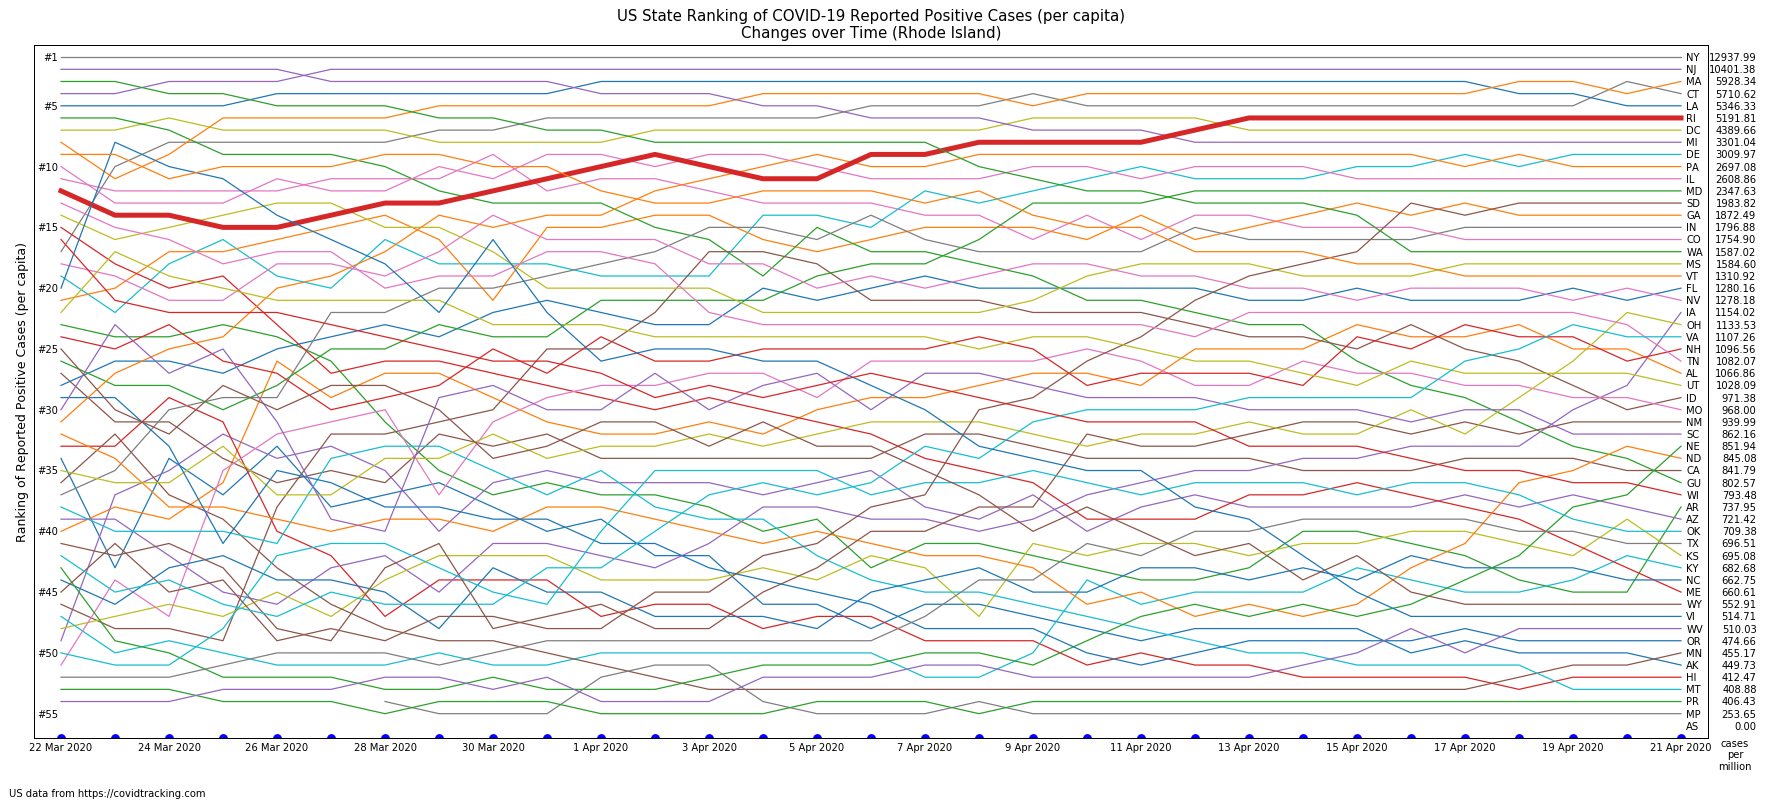 US State Ranking of COVID-19 Reported Positive Cases (per capita)
Changes over Time (Rhode Island)
Ranking of Reported Positive Cases (per capita)
#1
#5
#10
#15
#20
#25
#30
#35
#40
#45
#50
#55
NY 12937.99
NJ 10401.38
MA 5928.34
CT 5710.62
LA 5346.33
RI 5191.81
DC 4389.66
MI 3301.04
DE 3009.97
PA 2697.08
IL 2608.86
MD 2347.63
SD 1983.82
GA 1872.49
IN 1796.88
CO 1754.90
WA 1587.02
MS 1584.60
VT 1310.92
FL 1280.16
NV 1278.18
IA 1154.02
OH 1133.53
VA 1107.26
NH 1096.56
TN 1082.07
AL 1066.86
UT 1028.09
ID 971.38
MO 968.00
NM 939.99
SC 862.16
NE 851.94
ND 845.08
CA 841.79
GU 802.57
WI 793.48
AR 737.95
AZ 721.42
OK 709.38
TX 696.51
KS 695.08
KY 682.68
NC 662.75
ME 660.61
WY 552.91
VI 514.71
WV 510.03
OR 474.66
MN 455.17
AK 449.73
HI 412.47
MT 408.88
PR 406.43
MP 253.65
AS 0.00
22 Mar 2020 24 Mar 2020 26 Mar 2020 28 Mar 2020 30 Mar 2020 1 Apr 2020 3 Apr 2020 5 Apr 2020 7 Apr 2020 9 Apr 2020 11 Apr 2020 13 Apr 2020 15 Apr 2020 17 Apr 2020 19 Apr 2020 21 Apr 2020
cases
per
million
US data from https://covidtracking.com